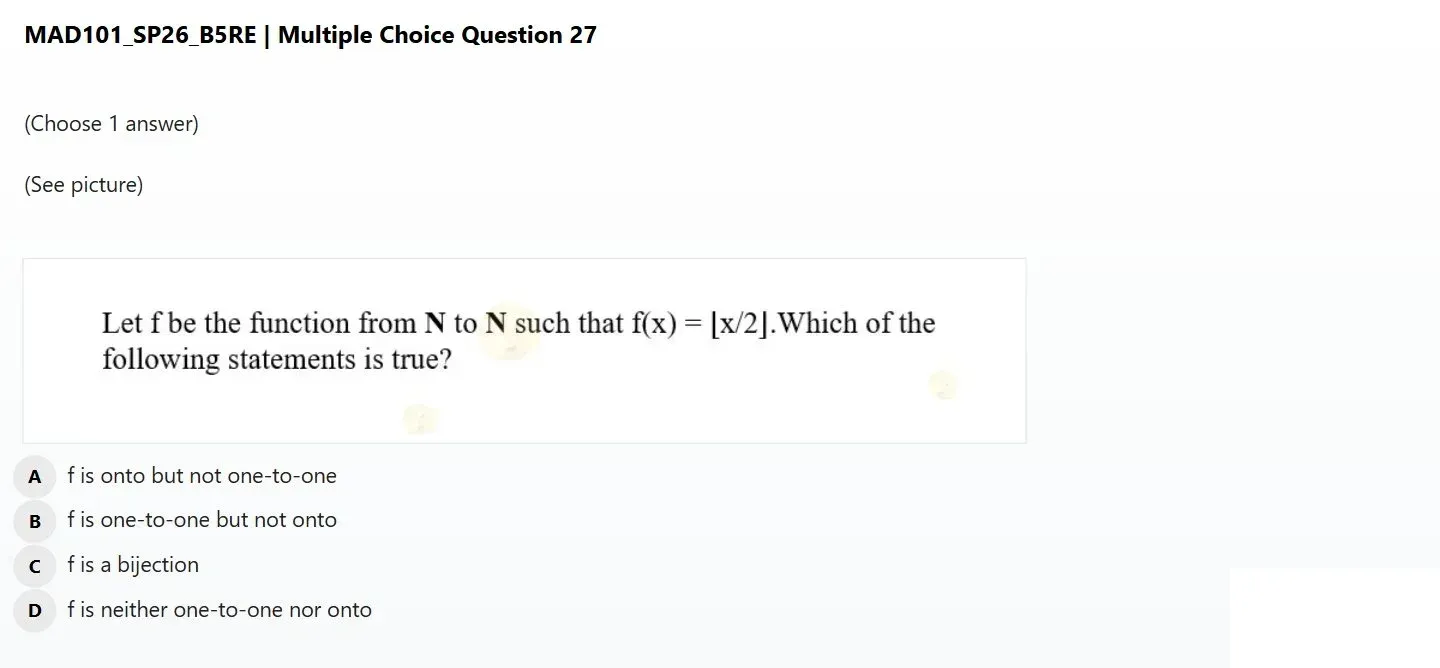 MAD101_SP26_B5RE | Multiple Choice Question 27
(Choose 1 answer)
(See picture)
Let f be the function from N to N such that f(x) = ⌊x/2⌋.Which of the
following statements is true?
A f is onto but not one-to-one
B f is one-to-one but not onto
C f is a bijection
D f is neither one-to-one nor onto